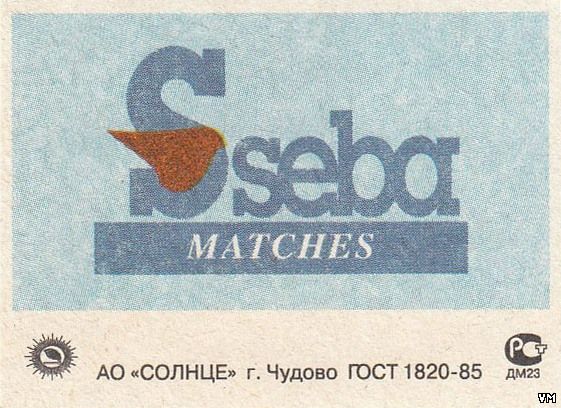 Sseba
MATCHES
АО «СОЛНЦЕ» г. Чудово ГОСТ 1820-85
РСТ
ДМ23
VM